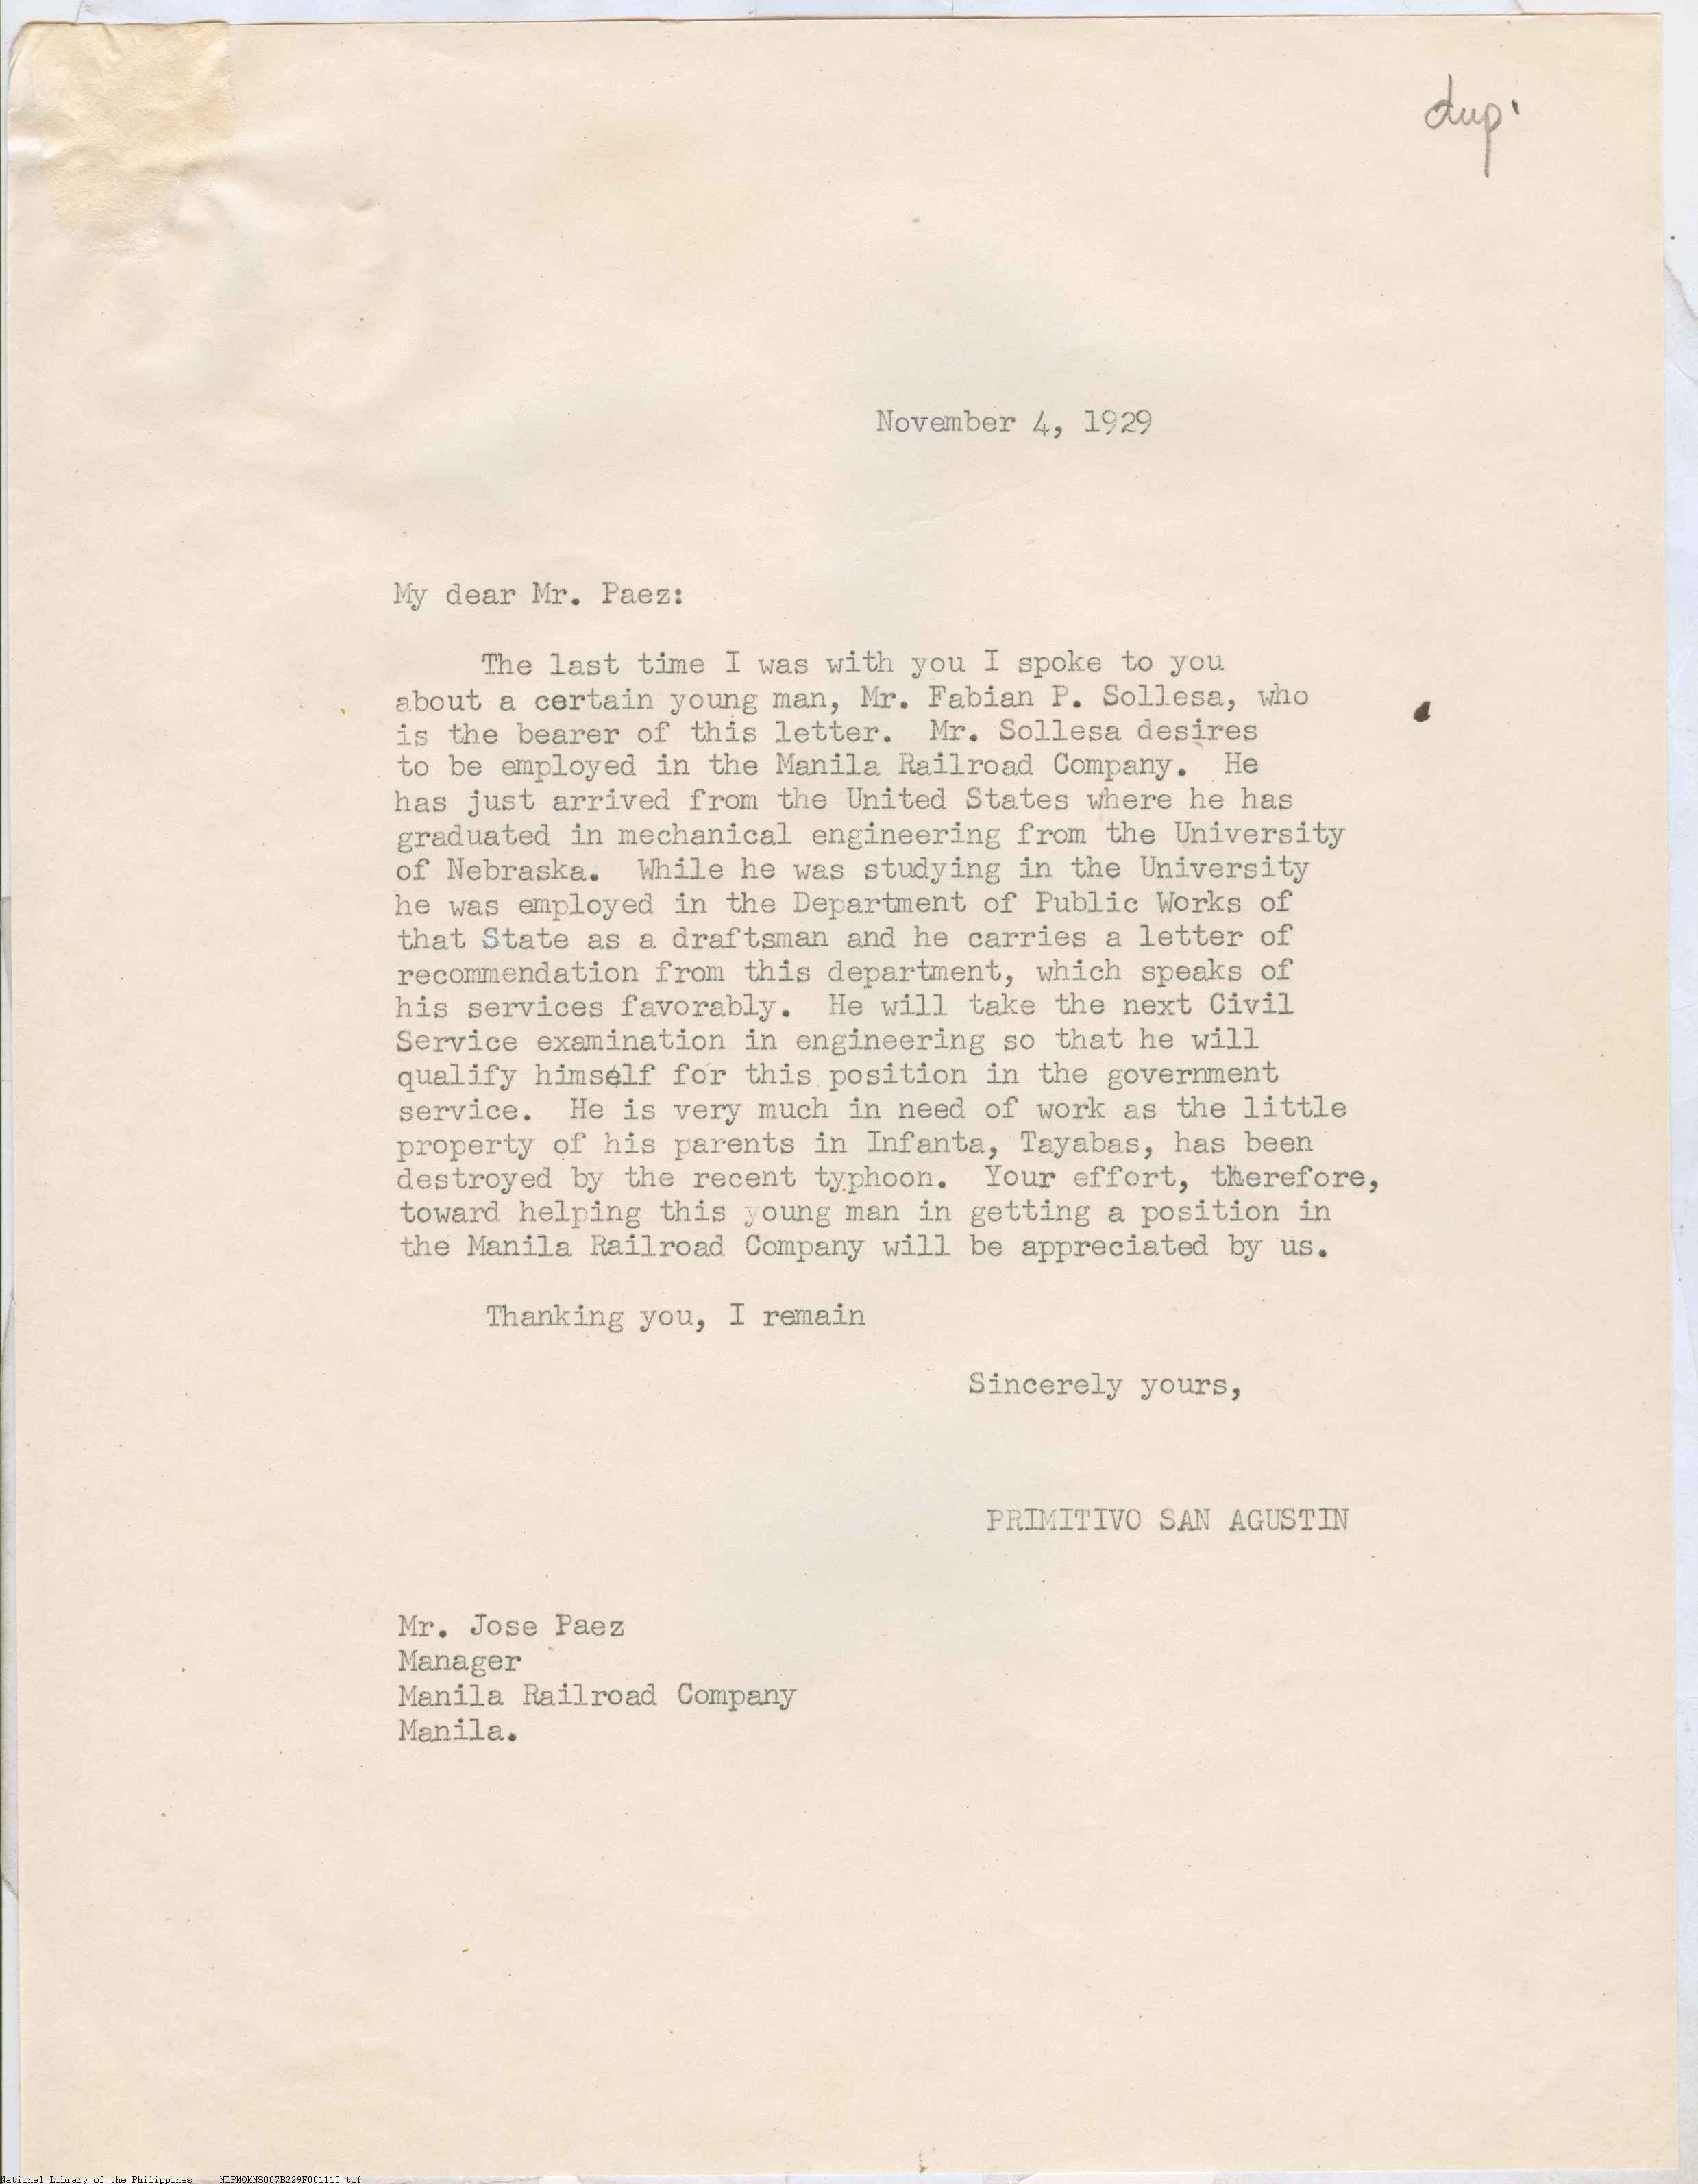 dup.
November 4, 1929
My dear Mr. Paez:
The last time I was with you I spoke to you
about a certain young man, Mr. Fabian P. Sollesa, who
is the bearer of this letter. Mr. Sollesa desires
to be employed in the Manila Railroad Company. He
has just arrived from the United States where he has
graduated in mechanical engineering from the University
of Nebraska. While he was studying in the University
he was employed in the Department of Public Works of
that State as a draftsman and he carries a letter of
recommendation from this department, which speaks of
his services favorably. He will take the next Civil
Service examination in engineering so that he will
qualify himself for this position in the government
service. He is very much in need of work as the little
property of his parents in Infanta, Tayabas, has been
destroyed by the recent typhoon. Your effort, therefore,
toward helping this young man in getting a position in
the Manila Railroad Company will be appreciated by us.
Thanking you, I remain
Sincerely yours,
PRIMITIVO SAN AGUSTIN
Mr. Jose Paez
Manager
Manila Railroad Company
Manila.
National Library of the Philippines NLPMQMNS007B229F001110.tif